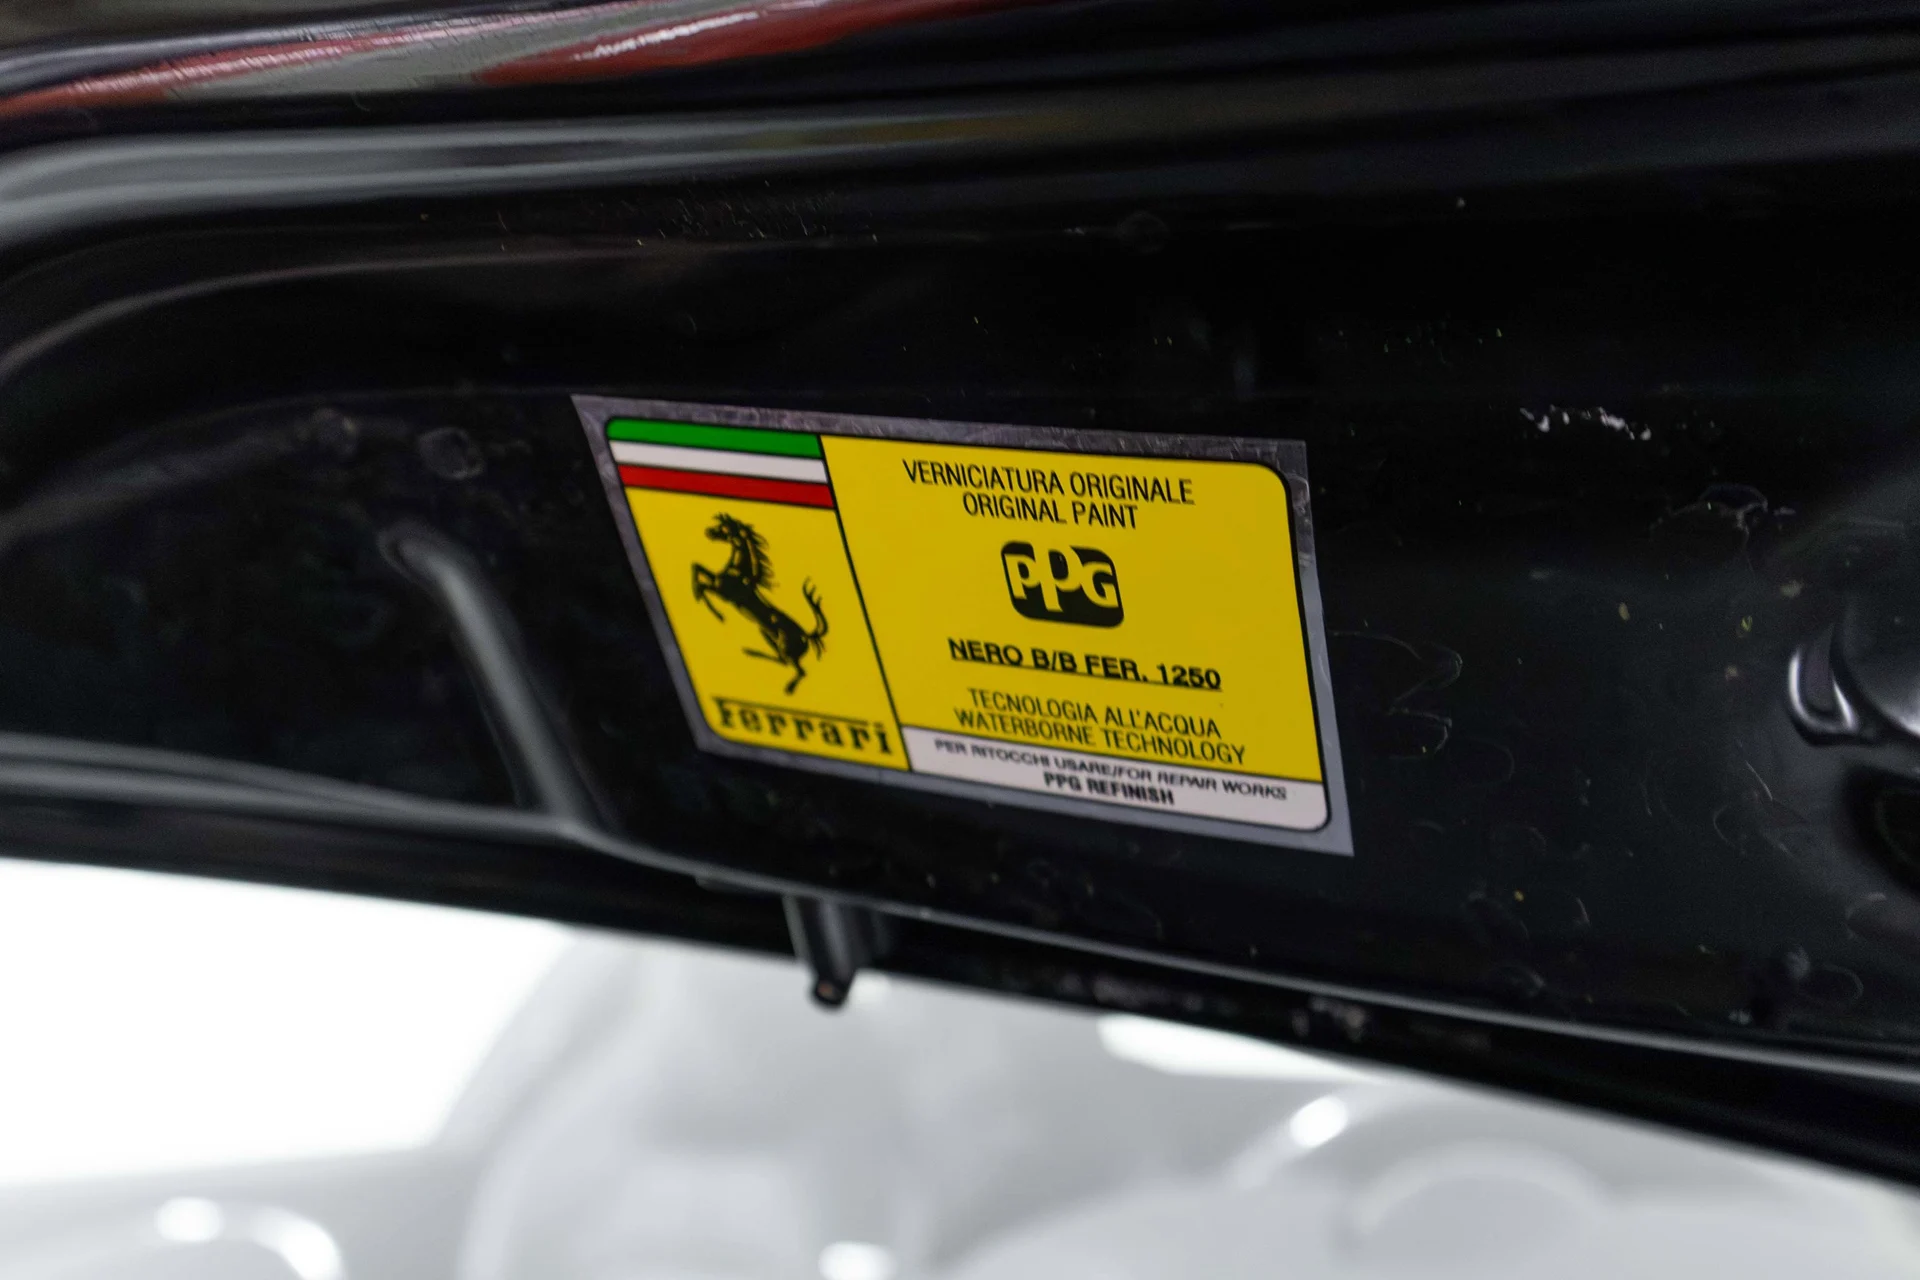 VERNICIATURA ORIGINALE
ORIGINAL PAINT
PPG
NERO B/B FER. 1250
TECNOLOGIA ALL'ACQUA
WATERBORNE TECHNOLOGY
PER RITOCCHI USARE/FOR REPAIR WORKS
PPG REFINISH
Ferrari